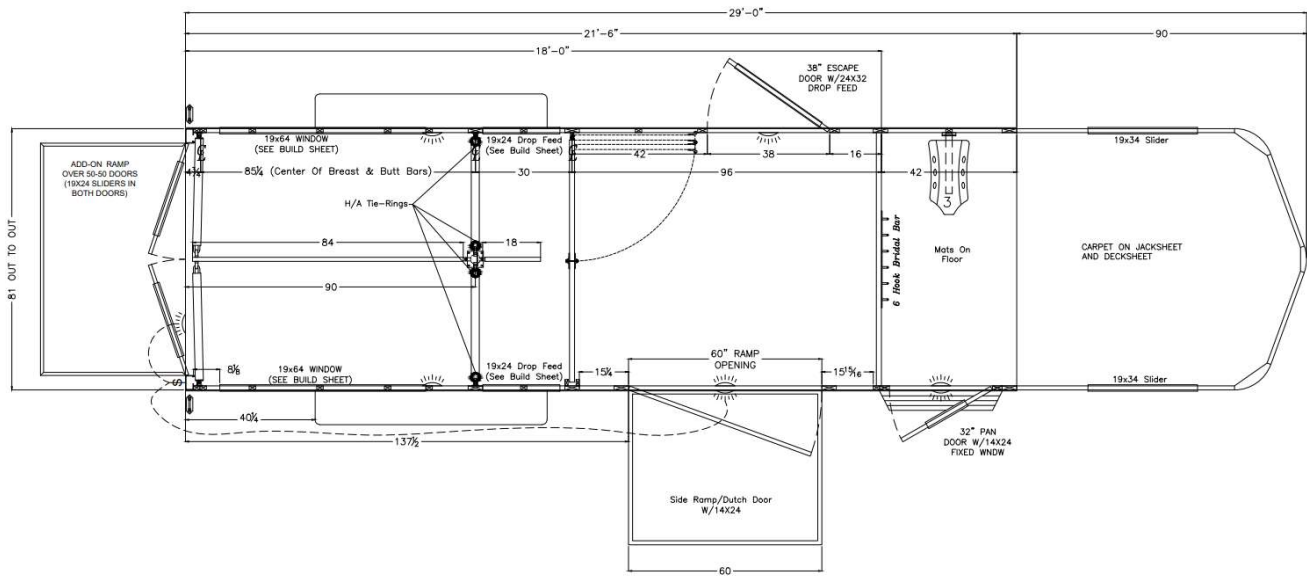 29'-0"
21'-6"
90
18'-0"
38" ESCAPE
DOOR W/24X32
DROP FEED
19x64 WINDOW
(SEE BUILD SHEET)
19x24 Drop Feed
(See Build Sheet)
19x34 Slider
ADD-ON RAMP
OVER 50-50 DOORS
(19X24 SLIDERS IN
BOTH DOORS)
42
38
16
85¼ (Center Of Breast & Butt Bars)
30
96
42
H/A Tie-Rings
3
81 OUT TO OUT
84
18
6 Hook Bridal Bar
Mats On
Floor
CARPET ON JACKSHEET
AND DECKSHEET
90
60" RAMP
OPENING
8⅛
19x64 WINDOW
(SEE BUILD SHEET)
19x24 Drop Feed
(See Build Sheet)
15¼
15 15/16
19x34 Slider
S
40¼
137½
32" PAN
DOOR W/14X24
FIXED WNDW
Side Ramp/Dutch Door
W/14X24
60